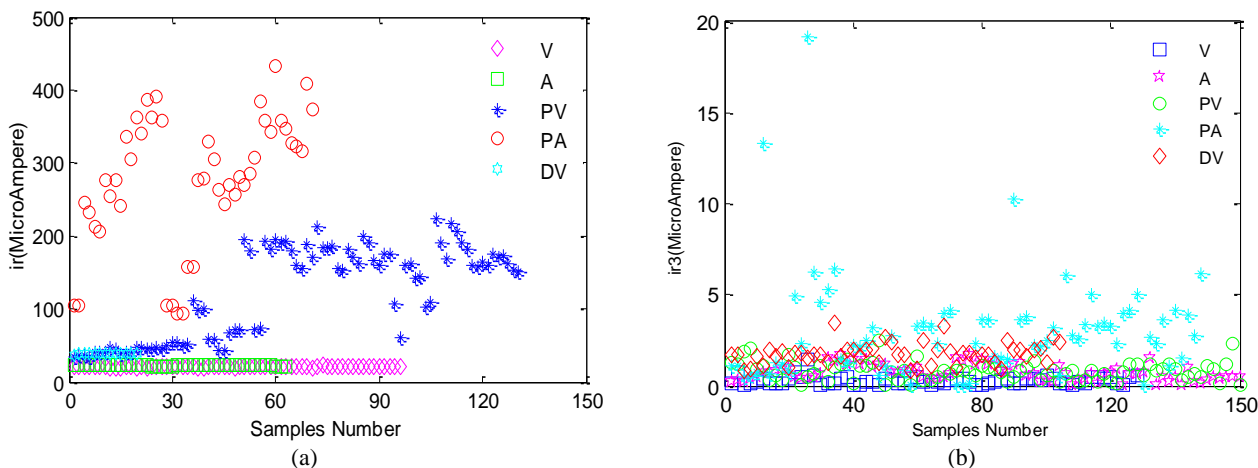 500
400
300
200
100
0
ir(MicroAmpere)
V
A
PV
PA
DV
0
30
60
90
120
150
Samples Number
(a)
20
15
10
5
0
ir3(MicroAmpere)
V
A
PV
PA
DV
0
40
80
120
150
Samples Number
(b)